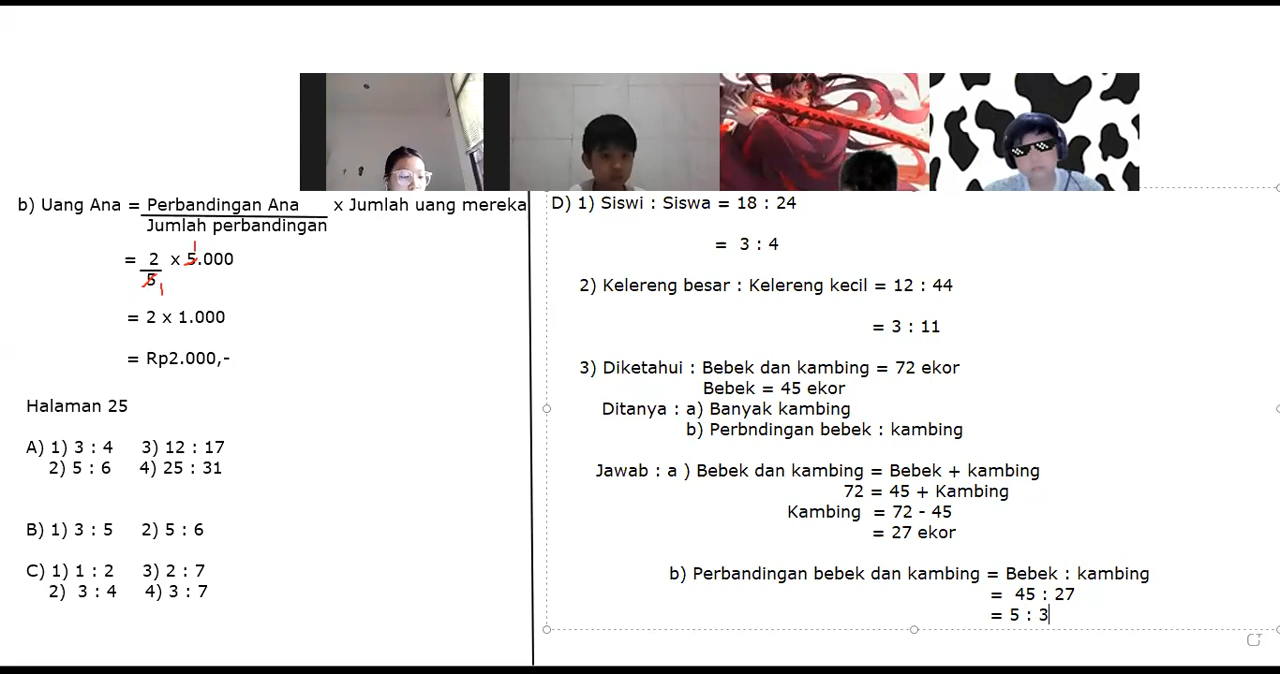 b) Uang Ana = Perbandingan Ana x Jumlah uang mereka
Jumlah perbandingan
= 2 x 5.000 1
5 1
= 2 x 1.000
= Rp2.000,-
Halaman 25
A) 1) 3 : 4 3) 12 : 17
2) 5 : 6 4) 25 : 31
B) 1) 3 : 5 2) 5 : 6
C) 1) 1 : 2 3) 2 : 7
2) 3 : 4 4) 3 : 7
D) 1) Siswi : Siswa = 18 : 24
= 3 : 4
2) Kelereng besar : Kelereng kecil = 12 : 44
= 3 : 11
3) Diketahui : Bebek dan kambing = 72 ekor
Bebek = 45 ekor
Ditanya : a) Banyak kambing
b) Perbndingan bebek : kambing
Jawab : a ) Bebek dan kambing = Bebek + kambing
72 = 45 + Kambing
Kambing = 72 - 45
= 27 ekor
b) Perbandingan bebek dan kambing = Bebek : kambing
= 45 : 27
= 5 : 3